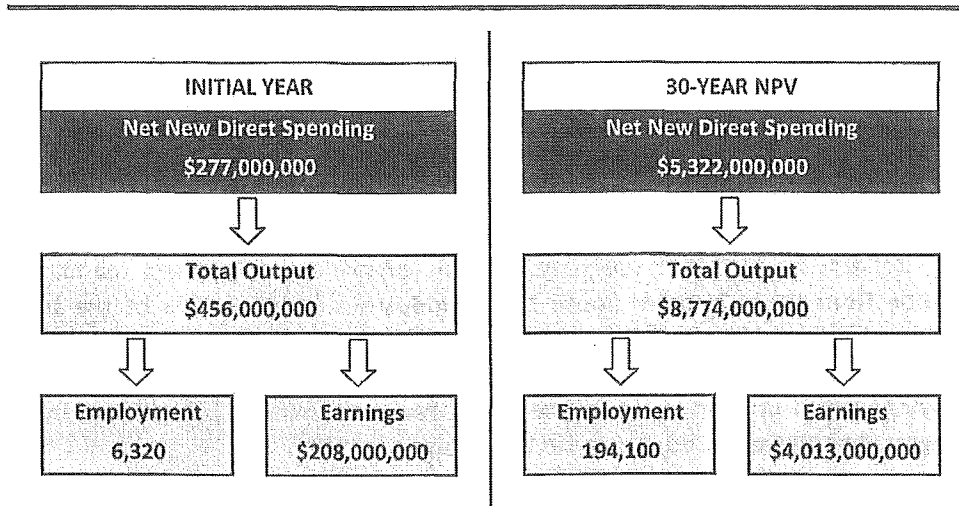 INITIAL YEAR
Net New Direct Spending
$277,000,000
Total Output
$456,000,000
Employment
6,320
Earnings
$208,000,000
30-YEAR NPV
Net New Direct Spending
$5,322,000,000
Total Output
$8,774,000,000
Employment
194,100
Earnings
$4,013,000,000